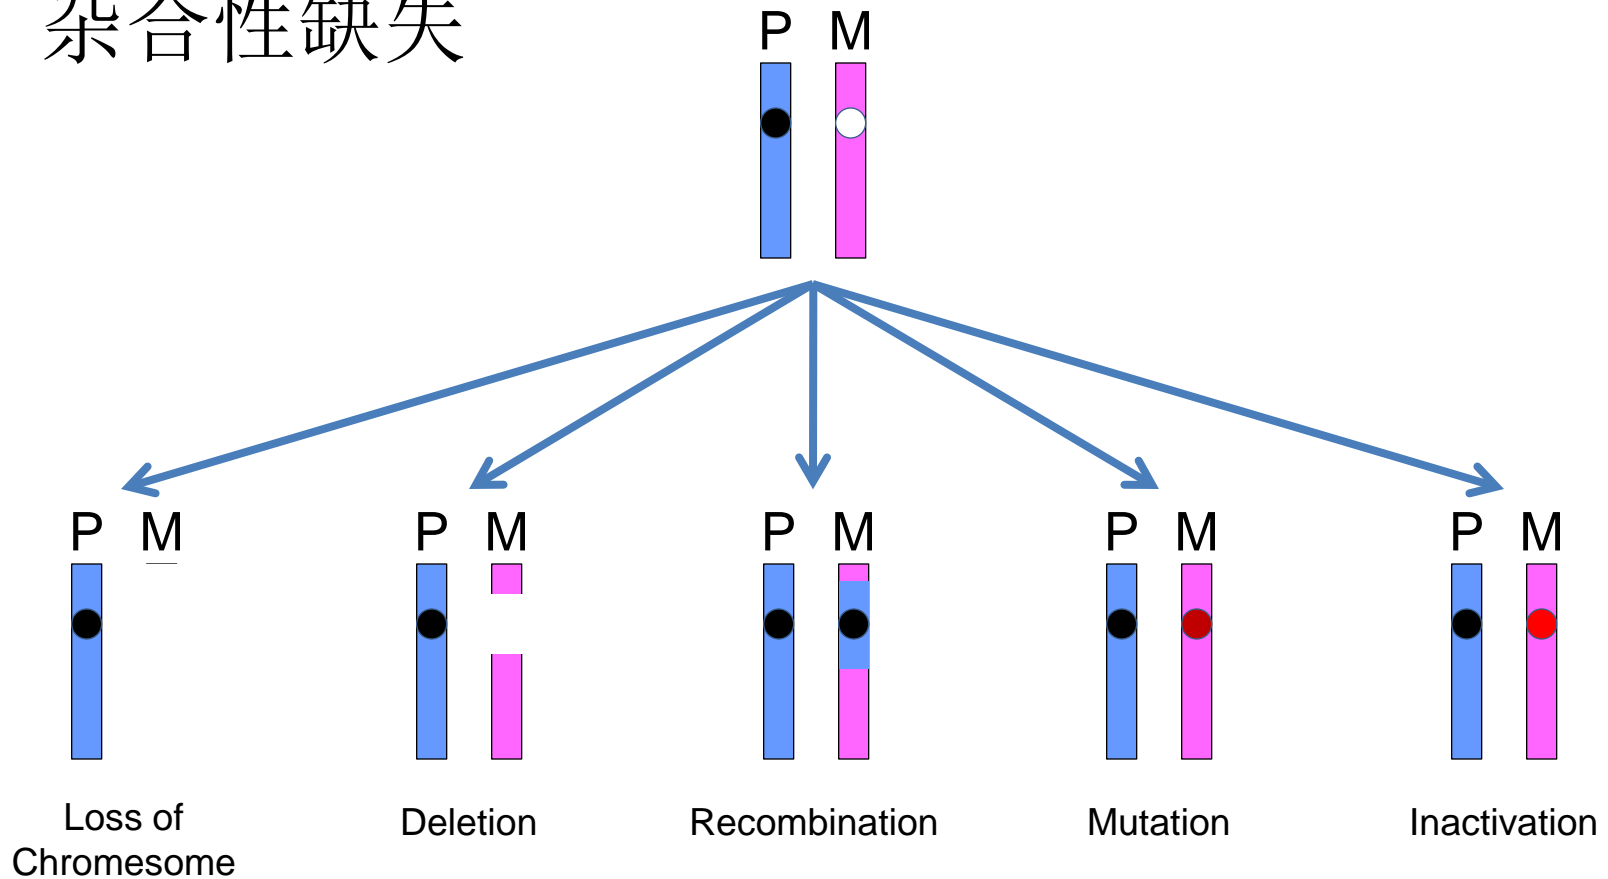 杂合性缺失
P M
P M
P M
P M
P M
P M
Loss of
Chromesome
Deletion
Recombination
Mutation
Inactivation